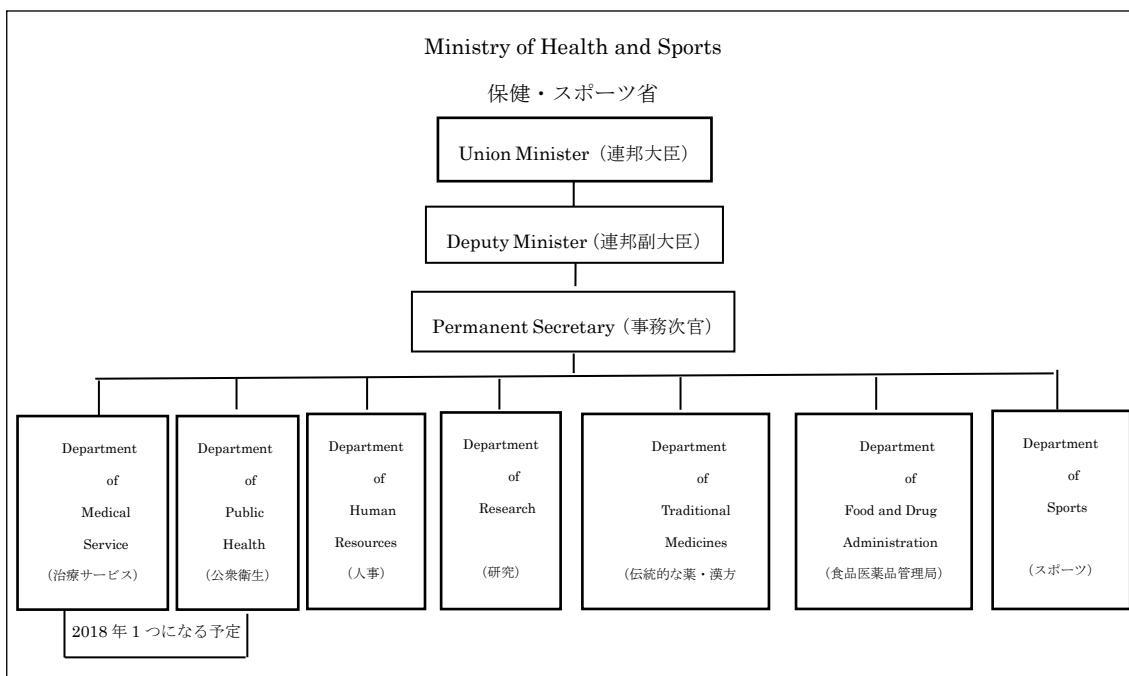 Ministry of Health and Sports
保健・スポーツ省
Union Minister（連邦大臣）
Deputy Minister（連邦副大臣）
Permanent Secretary（事務次官）
Department
of
Medical
Service
（治療サービス）
Department
of
Public
Health
（公衆衛生）
Department
of
Human
Resources
（人事）
Department
of
Research
（研究）
Department
of
Traditional
Medicines
（伝統的な薬・漢方
Department
of
Food and Drug
Administration
（食品医薬品管理局）
Department
of
Sports
（スポーツ）
2018 年 1 つになる予定